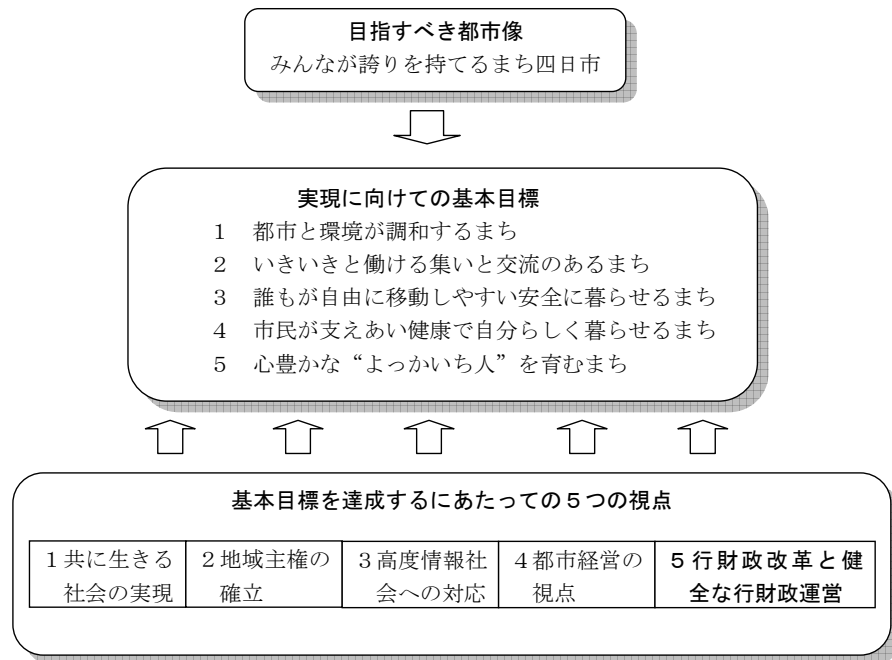 目指すべき都市像
みんなが誇りを持てるまち四日市
実現に向けての基本目標
1 都市と環境が調和するまち
2 いきいきと働ける集いと交流のあるまち
3 誰もが自由に移動しやすい安全に暮らせるまち
4 市民が支えあい健康で自分らしく暮らせるまち
5 心豊かな“よっかいち人”を育むまち
基本目標を達成するにあたっての5つの視点
1共に生きる
社会の実現
2地域主権の
確立
3高度情報社
会への対応
4都市経営の
視点
5行財政改革と健
全な行財政運営